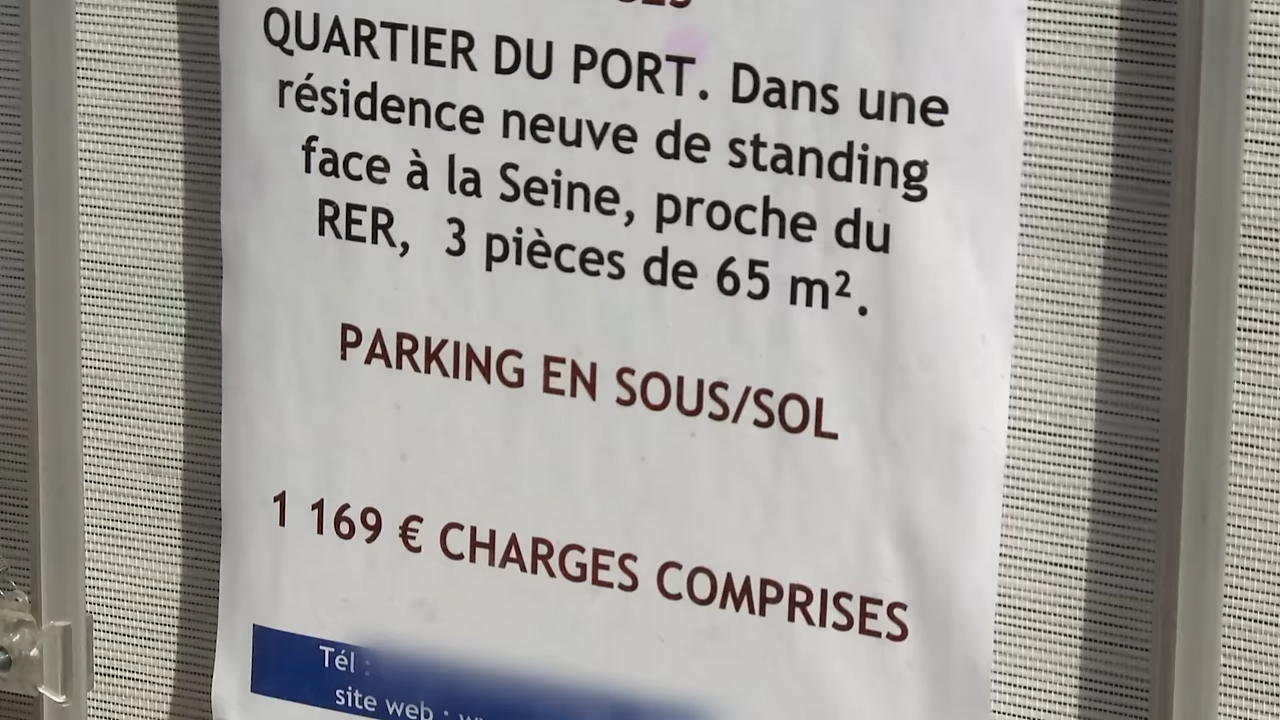 QUARTIER DU PORT. Dans une
résidence neuve de standing
face à la Seine, proche du
RER, 3 pièces de 65 m².
PARKING EN SOUS/SOL
1 169 € CHARGES COMPRISES
Tél :
site web :